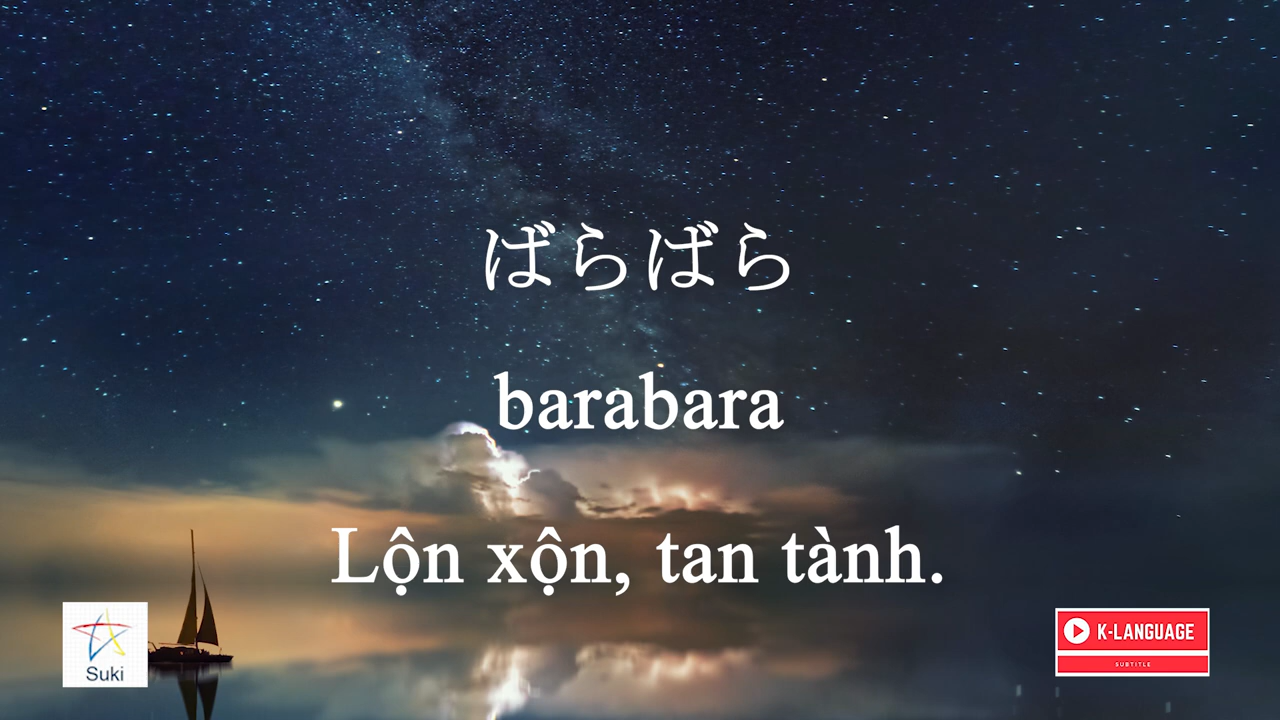 ばらばら
barabara
Lộn xộn, tan tành.
Suki
K-LANGUAGE
SUBTITLE